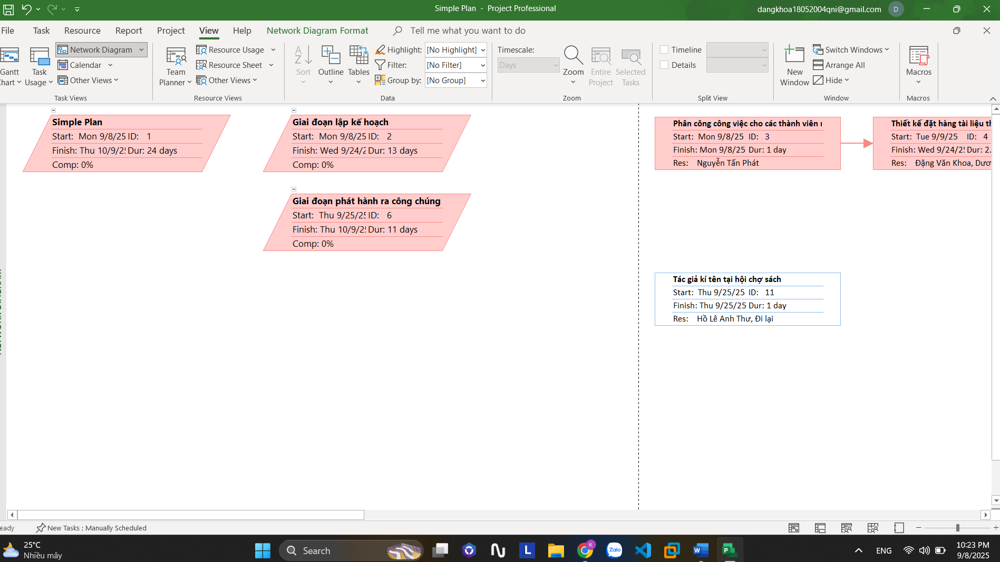 Simple Plan - Project Professional
dangkhoa18052004qni@gmail.com
D
File Task Resource Report Project View Help Network Diagram Format Tell me what you want to do
Gantt
Chart
Task
Usage
Network Diagram
Calendar
Other Views
Task Views
Team
Planner
Resource Usage
Resource Sheet
Other Views
Resource Views
Sort
Outline
Tables
Highlight: [No Highlight]
Filter: [No Filter]
Group by: [No Group]
Data
Timescale:
Days
Zoom
Entire
Project
Selected
Tasks
Zoom
Timeline
Details
Split View
New
Window
Switch Windows
Arrange All
Hide
Window
Macros
Macros
Simple Plan
Start: Mon 9/8/25 ID: 1
Finish: Thu 10/9/2 Dur: 24 days
Comp: 0%
Giai đoạn lập kế hoạch
Start: Mon 9/8/25 ID: 2
Finish: Wed 9/24/2 Dur: 13 days
Comp: 0%
Giai đoạn phát hành ra công chúng
Start: Thu 9/25/25 ID: 6
Finish: Thu 10/9/2 Dur: 11 days
Comp: 0%
Phân công công việc cho các thành viên
Start: Mon 9/8/25 ID: 3
Finish: Mon 9/8/25 Dur: 1 day
Res: Nguyễn Tấn Phát
Thiết kế đặt hàng tài liệu
Start: Tue 9/9/25 ID: 4
Finish: Wed 9/24/2 Dur: 2.
Res: Đặng Văn Khoa, Dươ
Tác giả kí tên tại hội chợ sách
Start: Thu 9/25/25 ID: 11
Finish: Thu 9/25/25 Dur: 1 day
Res: Hồ Lê Anh Thư, Đi lại
eady
New Tasks : Manually Scheduled
25°C
Nhiều mây
Search
L
K
Zalo
W
P
ENG
10:23 PM
9/8/2025